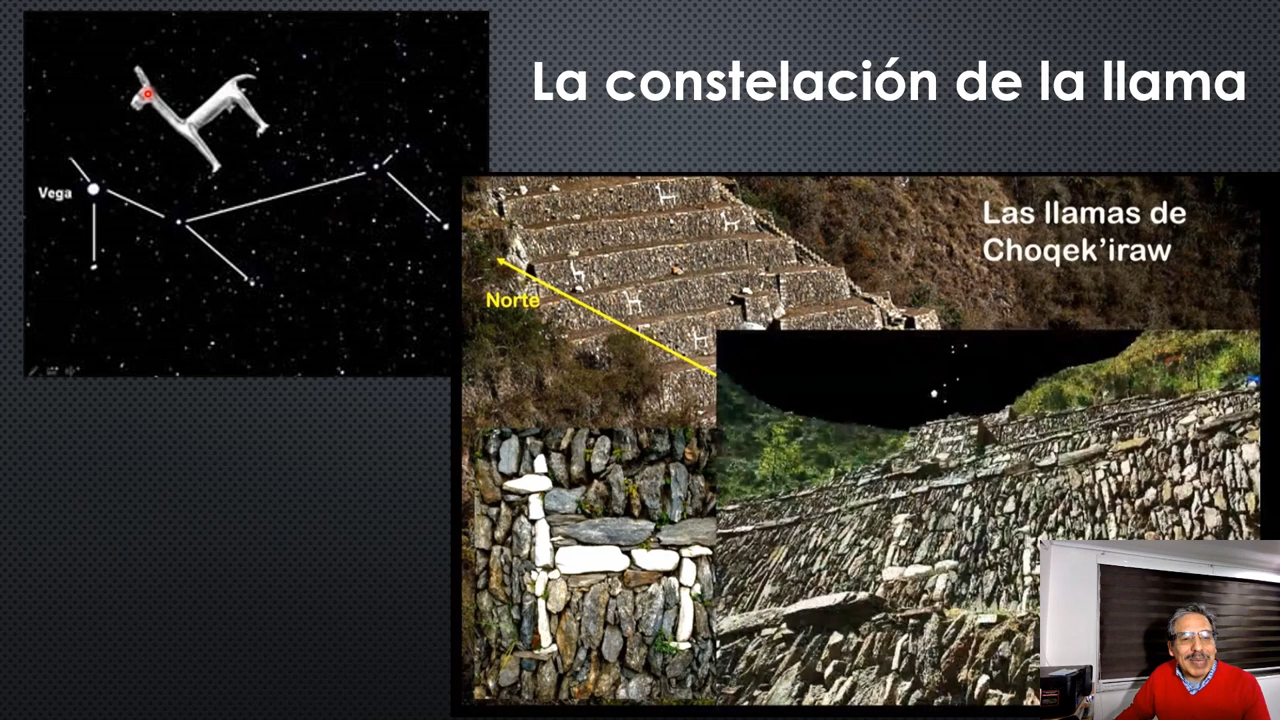 La constelación de la llama
Vega
Las llamas de
Choqek'iraw
Norte